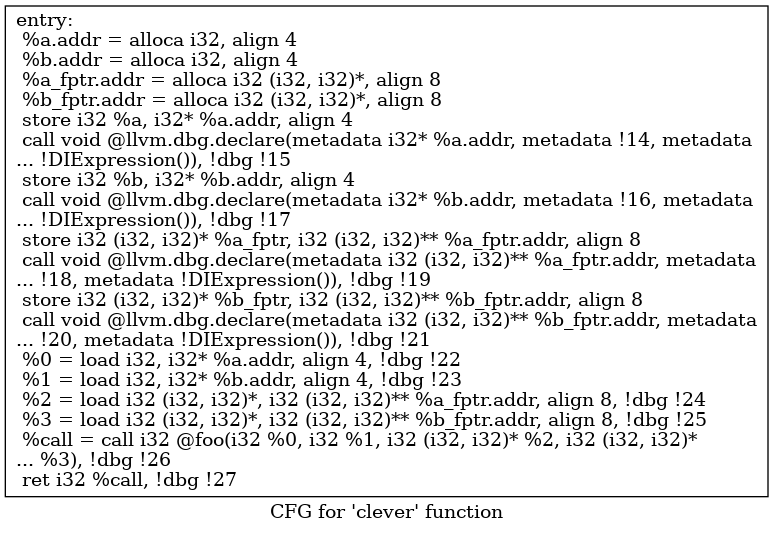 entry:
%a.addr = alloca i32, align 4
%b.addr = alloca i32, align 4
%a_fptr.addr = alloca i32 (i32, i32)*, align 8
%b_fptr.addr = alloca i32 (i32, i32)*, align 8
store i32 %a, i32* %a.addr, align 4
call void @llvm.dbg.declare(metadata i32* %a.addr, metadata !14, metadata
... !DIExpression()), !dbg !15
store i32 %b, i32* %b.addr, align 4
call void @llvm.dbg.declare(metadata i32* %b.addr, metadata !16, metadata
... !DIExpression()), !dbg !17
store i32 (i32, i32)* %a_fptr, i32 (i32, i32)** %a_fptr.addr, align 8
call void @llvm.dbg.declare(metadata i32 (i32, i32)** %a_fptr.addr, metadata
... !18, metadata !DIExpression()), !dbg !19
store i32 (i32, i32)* %b_fptr, i32 (i32, i32)** %b_fptr.addr, align 8
call void @llvm.dbg.declare(metadata i32 (i32, i32)** %b_fptr.addr, metadata
... !20, metadata !DIExpression()), !dbg !21
%0 = load i32, i32* %a.addr, align 4, !dbg !22
%1 = load i32, i32* %b.addr, align 4, !dbg !23
%2 = load i32 (i32, i32)*, i32 (i32, i32)** %a_fptr.addr, align 8, !dbg !24
%3 = load i32 (i32, i32)*, i32 (i32, i32)** %b_fptr.addr, align 8, !dbg !25
%call = call i32 @foo(i32 %0, i32 %1, i32 (i32, i32)* %2, i32 (i32, i32)*
... %3), !dbg !26
ret i32 %call, !dbg !27
CFG for 'clever' function